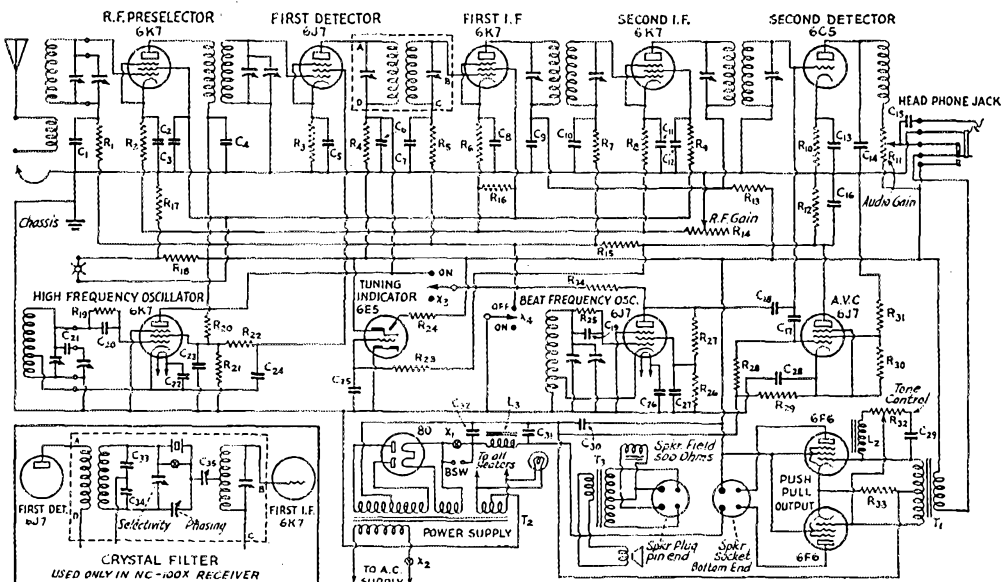 R.F. PRESELECTOR
6K7
FIRST DETECTOR
6J7
FIRST I.F
6K7
SECOND I.F.
6K7
SECOND DETECTOR
6C5
HEAD PHONE JACK
A
B
D
C
C1
R1
R2
C2
C3
C4
R3
C5
R4
C6
C7
R5
R6
C8
C9
C10
R7
R8
C11
C12
R9
R10
C13
C14
R11
C15
Chassis
R17
R16
R13
R12
C16
Audio Gain
R.F. Gain
R14
R15
R18
ON
X3
OFF
X4
ON
R34
HIGH FREQUENCY OSCILLATOR
6K7
TUNING
INDICATOR
6E5
BEAT FREQUENCY OSC.
6J7
A.V.C
6J7
R19
C20
C21
C22
C23
R20
R21
R22
C24
R24
R23
C25
R25
C19
C26
C27
R27
R26
C18
C17
R28
C28
R29
R31
R30
Tone
Control
R32
C29
L2
6F6
PUSH
PULL
OUTPUT
R33
6F6
T1
80
C32
L3
X1
C31
BSW
To all
Heaters
C30
T2
POWER SUPPLY
X2
TO A.C.
SUPPLY
Spkr. Field
500 Ohms
T3
Spkr Plug
pin end
Spkr
Socket
Bottom End
A
D
C33
C34
C35
B
C
FIRST DET.
6J7
Selectivity
Phasing
FIRST I.F.
6K7
CRYSTAL FILTER
USED ONLY IN NC-100X RECEIVER